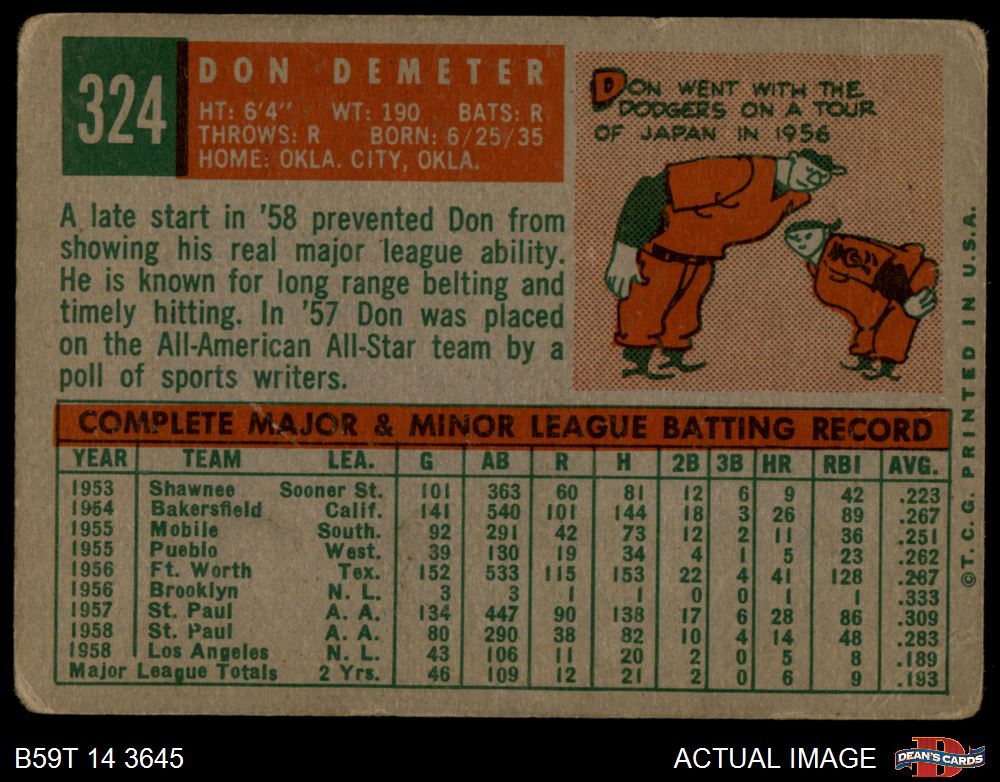 324
DON DEMETER
HT: 6'4" WT: 190 BATS: R
THROWS: R BORN: 6/25/35
HOME: OKLA. CITY, OKLA.
DON WENT WITH THE
DODGERS ON A TOUR
OF JAPAN IN 1956
A late start in '58 prevented Don from
showing his real major league ability.
He is known for long range belting and
timely hitting. In '57 Don was placed
on the All-American All-Star team by a
poll of sports writers.
COMPLETE MAJOR & MINOR LEAGUE BATTING RECORD
YEAR TEAM LEA. G AB R H 2B 3B HR RBI AVG.
1953 Shawnee Sooner St. 101 363 60 81 12 6 9 42 .223
1954 Bakersfield Calif. 141 540 101 144 18 3 26 89 .267
1955 Mobile South. 92 291 42 73 12 2 11 36 .251
1955 Pueblo West. 39 130 19 34 4 1 5 23 .262
1956 Ft. Worth Tex. 152 533 115 153 22 4 41 128 .287
1956 Brooklyn N. L. 3 3 1 1 0 0 1 1 .333
1957 St. Paul A. A. 134 447 90 138 17 6 28 86 .309
1958 St. Paul A. A. 80 290 38 82 10 4 14 48 .283
1958 Los Angeles N. L. 43 106 11 20 2 0 5 8 .189
Major League Totals 2 Yrs. 46 109 12 21 2 0 6 9 .193
© T.C.G. PRINTED IN U.S.A.
B59T 14 3645
ACTUAL IMAGE
D
DEAN'S CARDS